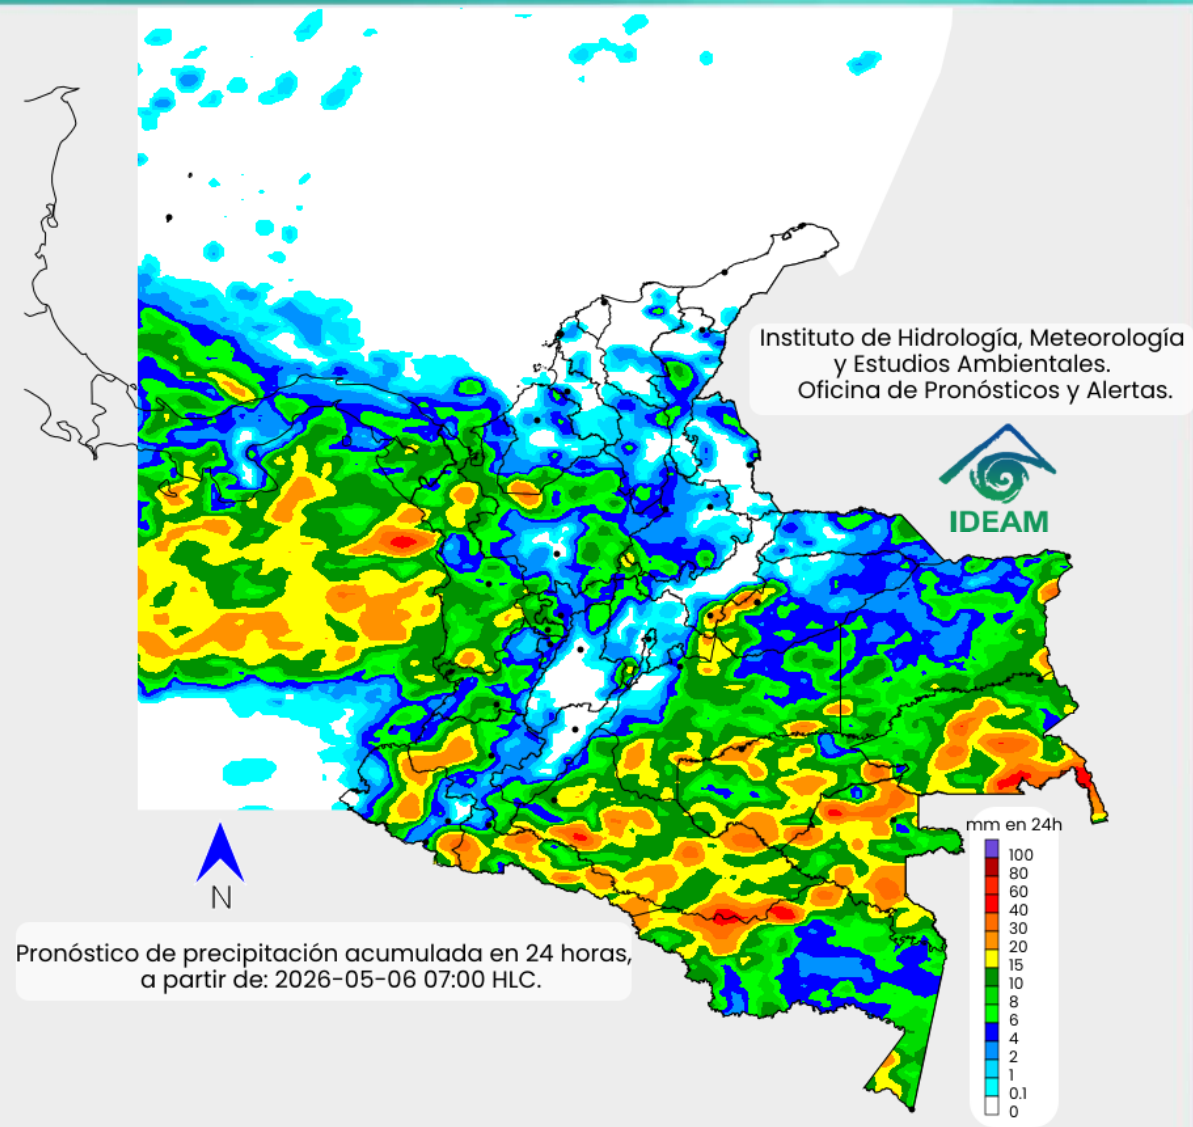 Instituto de Hidrología, Meteorología
y Estudios Ambientales.
Oficina de Pronósticos y Alertas.
IDEAM
mm en 24h
100
80
60
40
30
20
15
10
8
6
4
2
1
0.1
0
N
Pronóstico de precipitación acumulada en 24 horas,
a partir de: 2026-05-06 07:00 HLC.